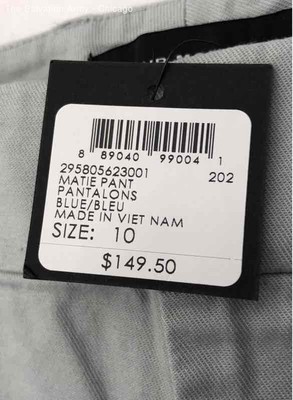 8 89040 99004 1
295805623001 202
MATIE PANT
PANTALONS
BLUE/BLEU
MADE IN VIET NAM
SIZE: 10
$149.50